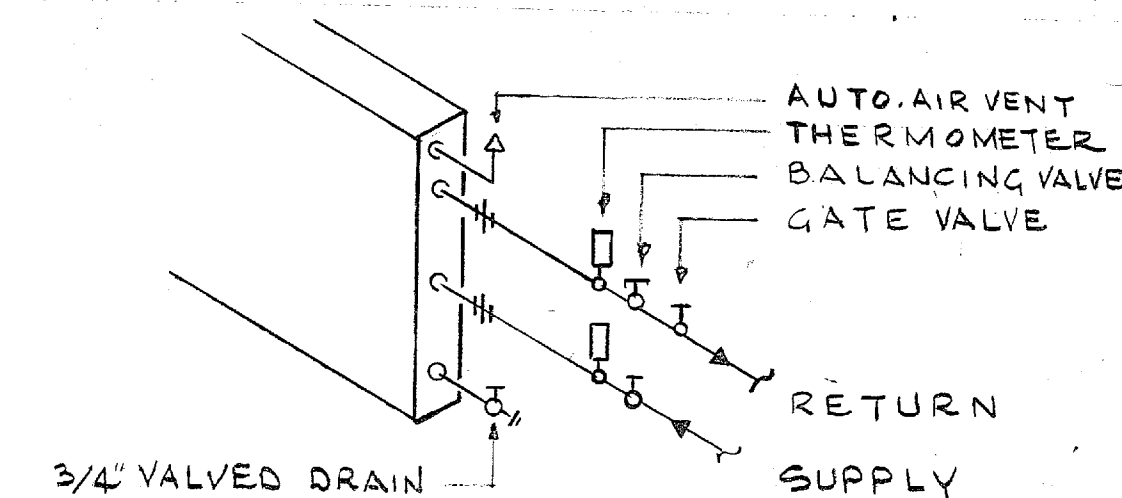 AUTO. AIR VENT
THERMOMETER
BALANCING VALVE
GATE VALVE
RETURN
3/4" VALVED DRAIN
SUPPLY